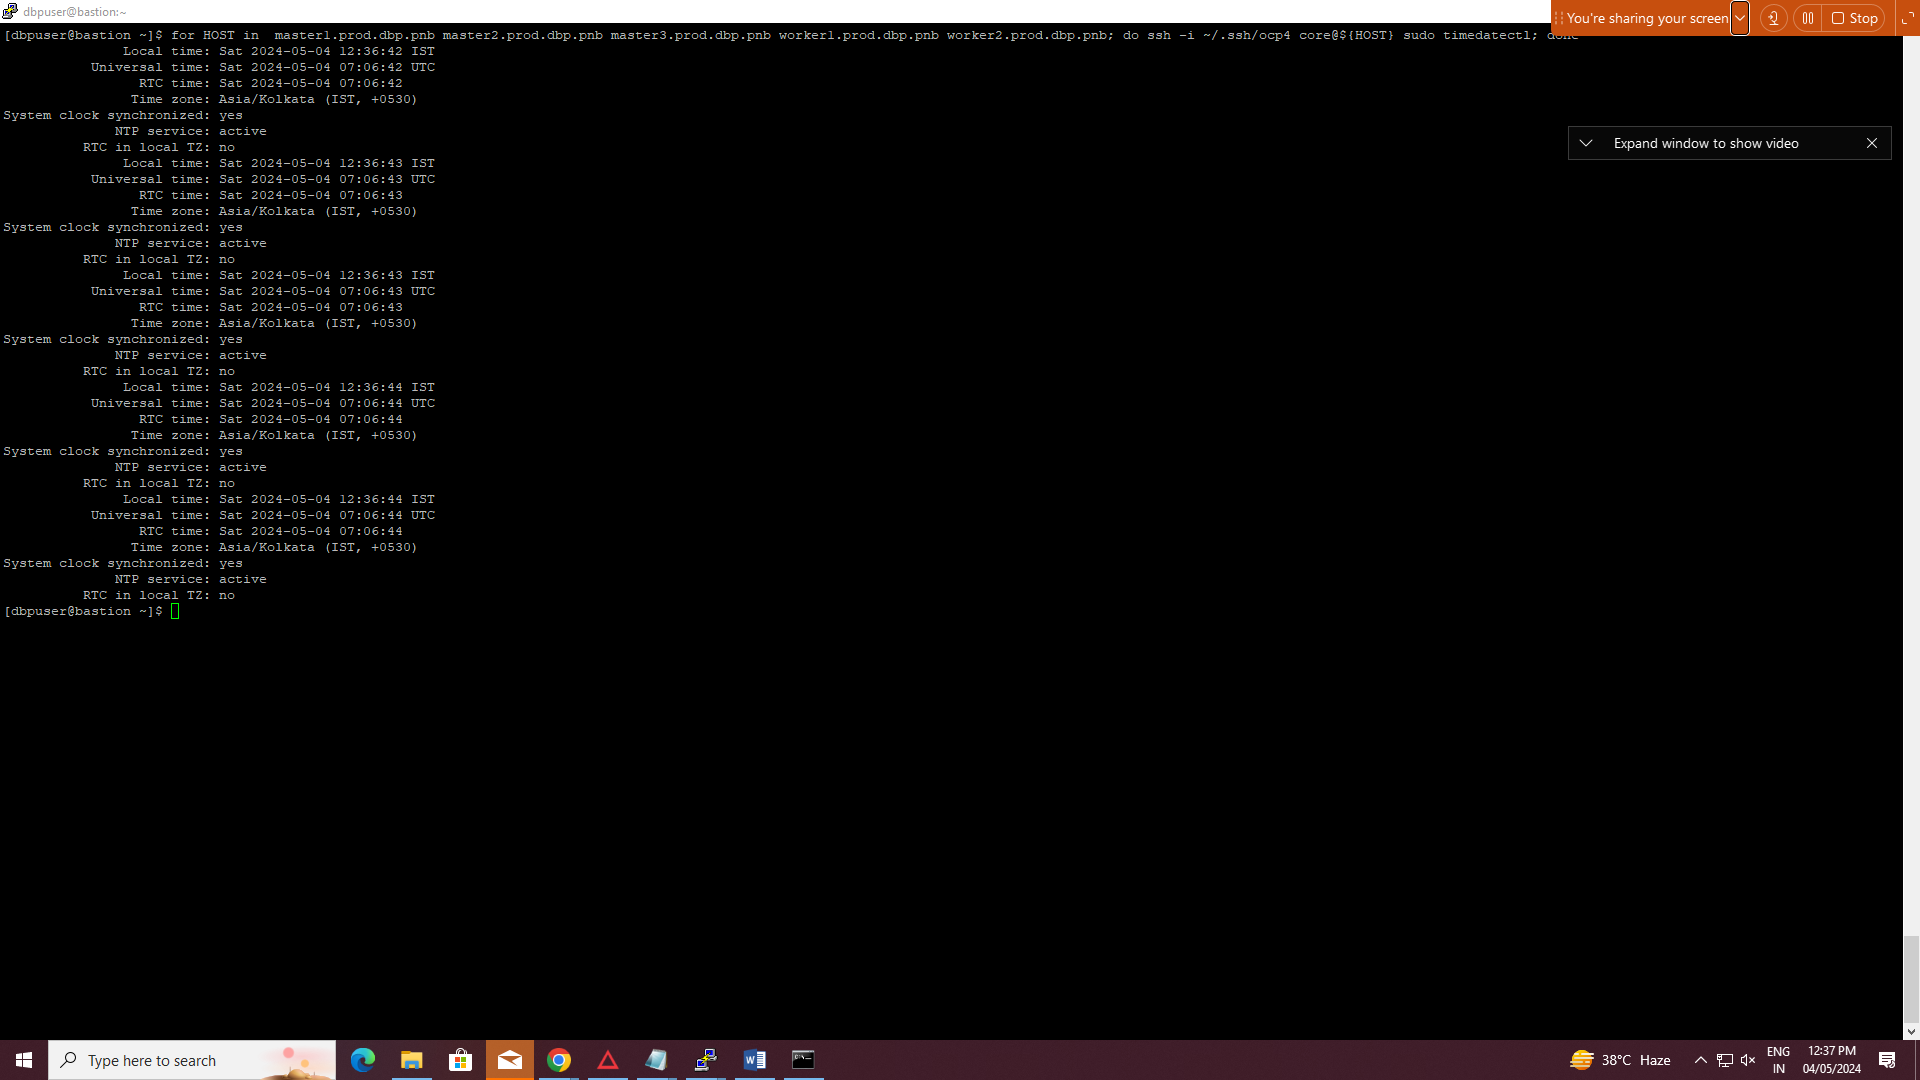 dbpuser@bastion:~
You're sharing your screen
Stop
[dbpuser@bastion ~]$ for HOST in  master1.prod.dbp.pnb master2.prod.dbp.pnb master3.prod.dbp.pnb worker1.prod.dbp.pnb worker2.prod.dbp.pnb; do ssh -i ~/.ssh/ocp4 core@${HOST} sudo timedatectl; done
Local time: Sat 2024-05-04 12:36:42 IST
Universal time: Sat 2024-05-04 07:06:42 UTC
RTC time: Sat 2024-05-04 07:06:42
Time zone: Asia/Kolkata (IST, +0530)
System clock synchronized: yes
NTP service: active
RTC in local TZ: no
Local time: Sat 2024-05-04 12:36:43 IST
Universal time: Sat 2024-05-04 07:06:43 UTC
RTC time: Sat 2024-05-04 07:06:43
Time zone: Asia/Kolkata (IST, +0530)
System clock synchronized: yes
NTP service: active
RTC in local TZ: no
Local time: Sat 2024-05-04 12:36:43 IST
Universal time: Sat 2024-05-04 07:06:43 UTC
RTC time: Sat 2024-05-04 07:06:43
Time zone: Asia/Kolkata (IST, +0530)
System clock synchronized: yes
NTP service: active
RTC in local TZ: no
Local time: Sat 2024-05-04 12:36:44 IST
Universal time: Sat 2024-05-04 07:06:44 UTC
RTC time: Sat 2024-05-04 07:06:44
Time zone: Asia/Kolkata (IST, +0530)
System clock synchronized: yes
NTP service: active
RTC in local TZ: no
Local time: Sat 2024-05-04 12:36:44 IST
Universal time: Sat 2024-05-04 07:06:44 UTC
RTC time: Sat 2024-05-04 07:06:44
Time zone: Asia/Kolkata (IST, +0530)
System clock synchronized: yes
NTP service: active
RTC in local TZ: no
[dbpuser@bastion ~]$
Expand window to show video
Type here to search
38°C Haze
ENG
IN
12:37 PM
04/05/2024